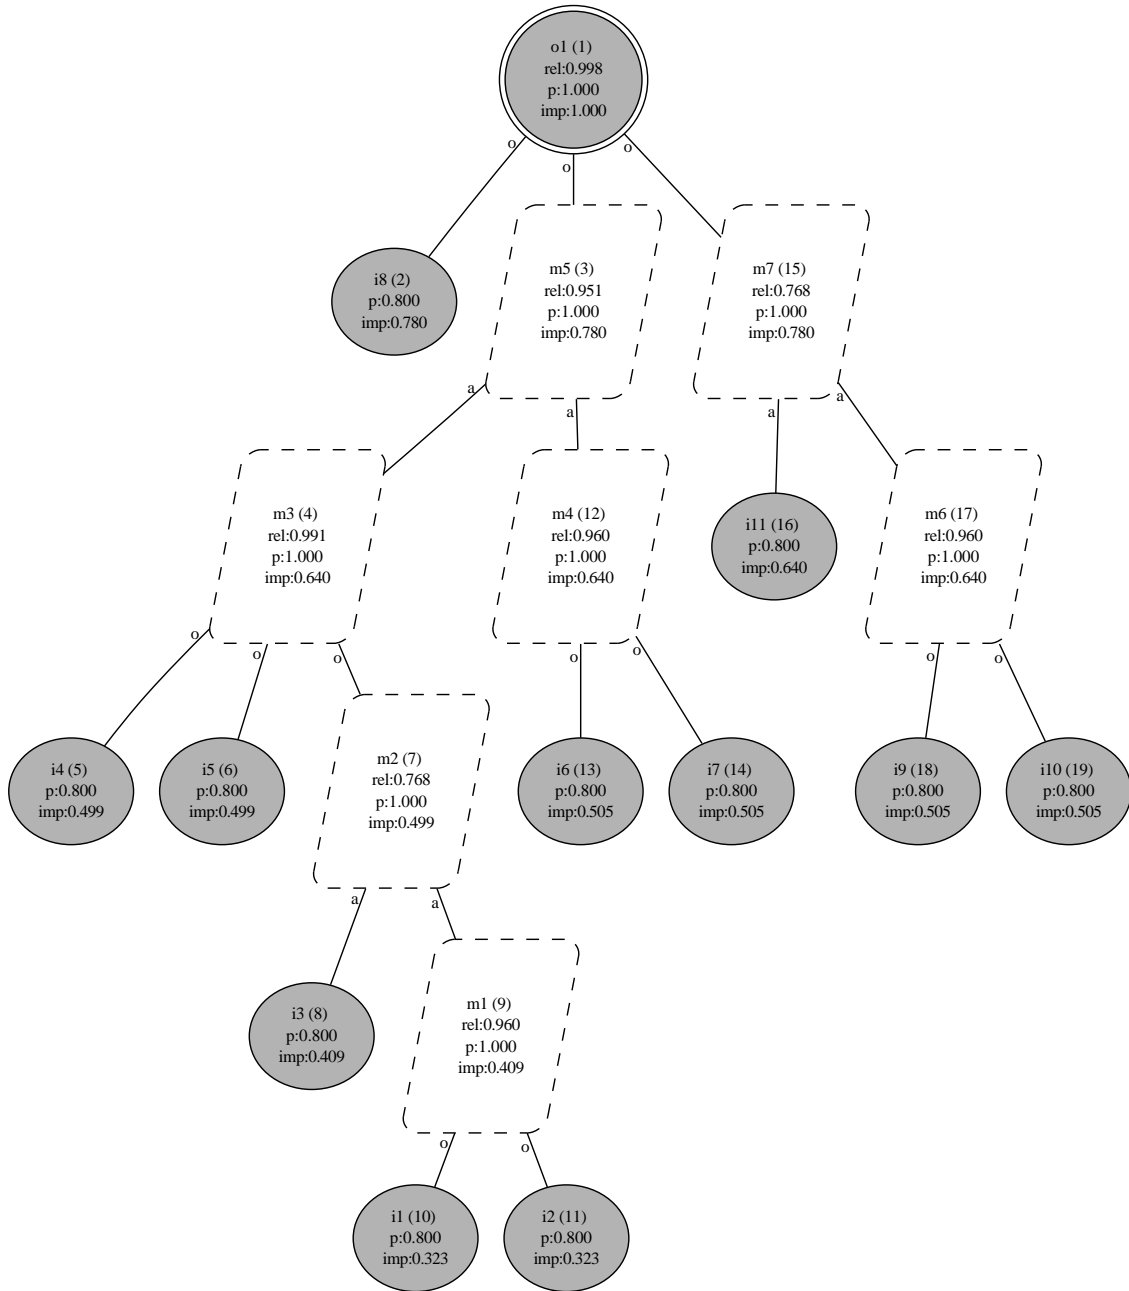 o1 (1)
rel:0.998
p:1.000
imp:1.000
o
o
o
i8 (2)
p:0.800
imp:0.780
m5 (3)
rel:0.951
p:1.000
imp:0.780
m7 (15)
rel:0.768
p:1.000
imp:0.780
a
a
a
a
m3 (4)
rel:0.991
p:1.000
imp:0.640
m4 (12)
rel:0.960
p:1.000
imp:0.640
i11 (16)
p:0.800
imp:0.640
m6 (17)
rel:0.960
p:1.000
imp:0.640
o
o
o
o
o
o
o
i4 (5)
p:0.800
imp:0.499
i5 (6)
p:0.800
imp:0.499
m2 (7)
rel:0.768
p:1.000
imp:0.499
i6 (13)
p:0.800
imp:0.505
i7 (14)
p:0.800
imp:0.505
i9 (18)
p:0.800
imp:0.505
i10 (19)
p:0.800
imp:0.505
a
a
i3 (8)
p:0.800
imp:0.409
m1 (9)
rel:0.960
p:1.000
imp:0.409
o
o
i1 (10)
p:0.800
imp:0.323
i2 (11)
p:0.800
imp:0.323